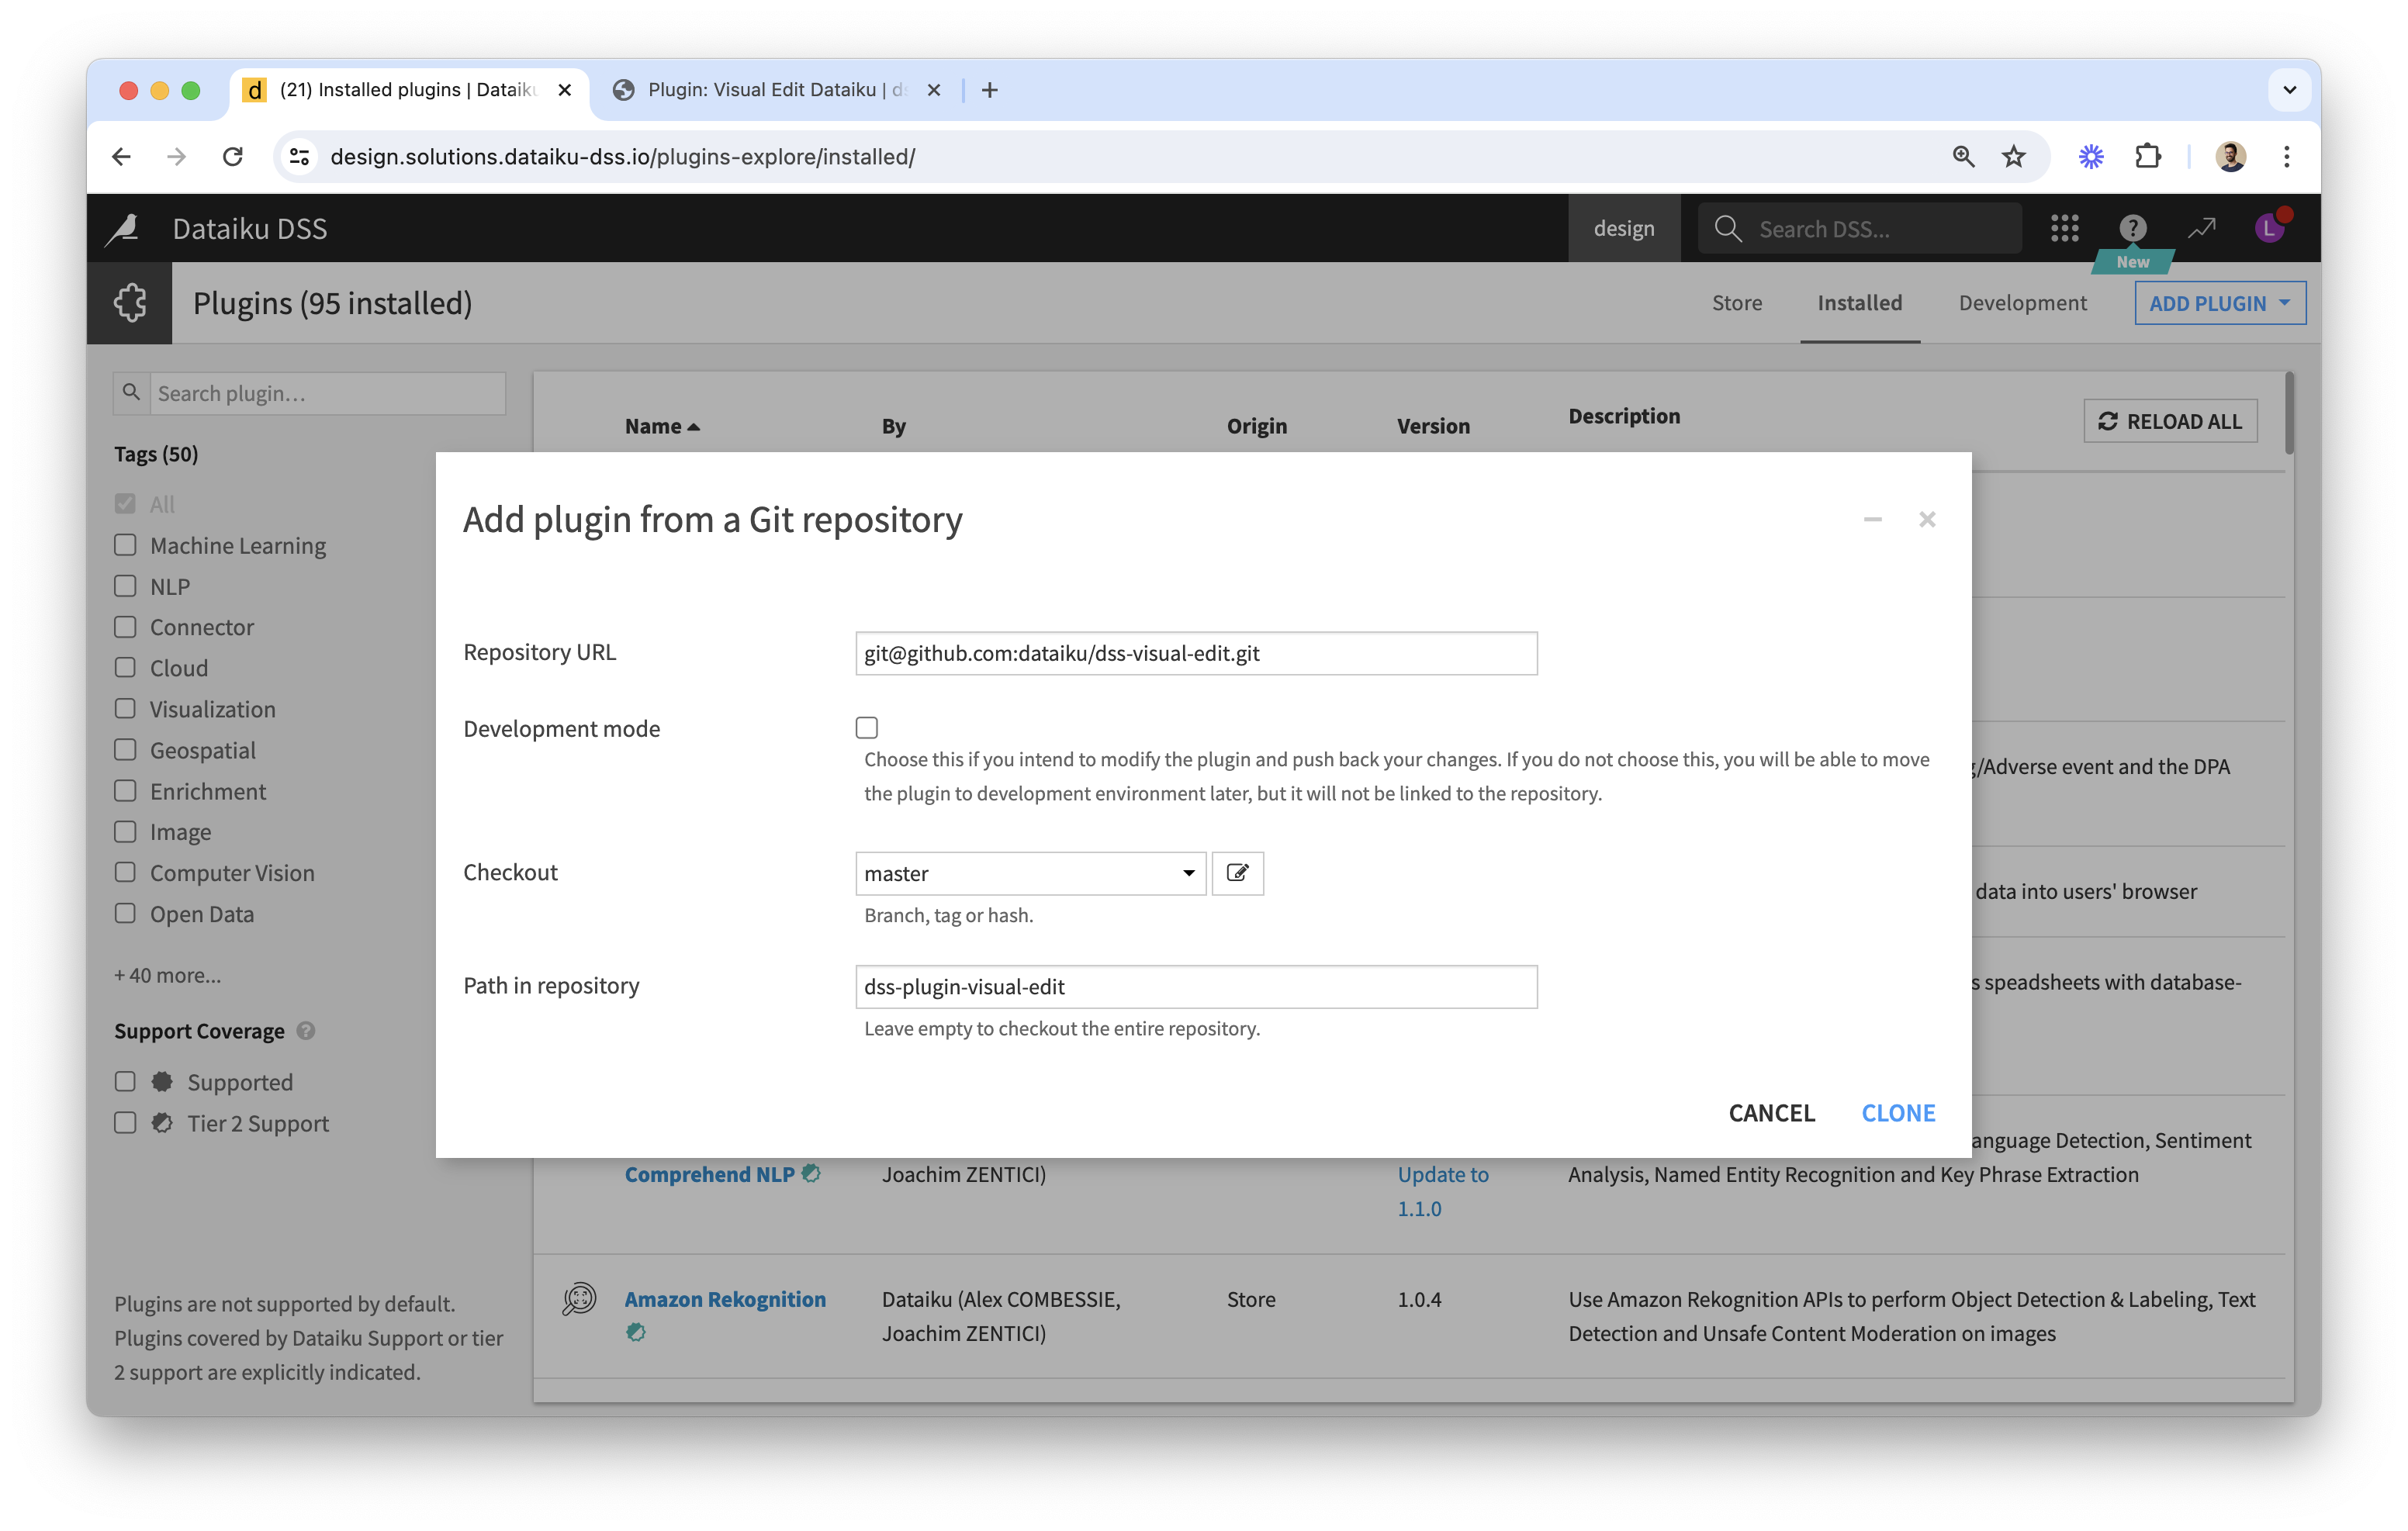 (21) Installed plugins | Dataiku
Plugin: Visual Edit Dataiku | ds
design.solutions.dataiku-dss.io/plugins-explore/installed/
Dataiku DSS
design
Search DSS...
L
New
Plugins (95 installed)
Store
Installed
Development
ADD PLUGIN
Search plugin…
Name
By
Origin
Version
Description
RELOAD ALL
Tags (50)
All
Machine Learning
NLP
Connector
Cloud
Visualization
Geospatial
Enrichment
Image
Computer Vision
Open Data
+ 40 more...
Support Coverage
Supported
Tier 2 Support
Plugins are not supported by default.
Plugins covered by Dataiku Support or tier
2 support are explicitly indicated.
Add plugin from a Git repository
Repository URL
git@github.com:dataiku/dss-visual-edit.git
Development mode
Choose this if you intend to modify the plugin and push back your changes. If you do not choose this, you will be able to move
the plugin to development environment later, but it will not be linked to the repository.
Checkout
master
Branch, tag or hash.
Path in repository
dss-plugin-visual-edit
Leave empty to checkout the entire repository.
CANCEL
CLONE
/Adverse event and the DPA
data into users' browser
s speadsheets with database-
anguage Detection, Sentiment
Comprehend NLP
Joachim ZENTICI)
Update to
1.1.0
Analysis, Named Entity Recognition and Key Phrase Extraction
Amazon Rekognition
Dataiku (Alex COMBESSIE,
Joachim ZENTICI)
Store
1.0.4
Use Amazon Rekognition APIs to perform Object Detection & Labeling, Text
Detection and Unsafe Content Moderation on images